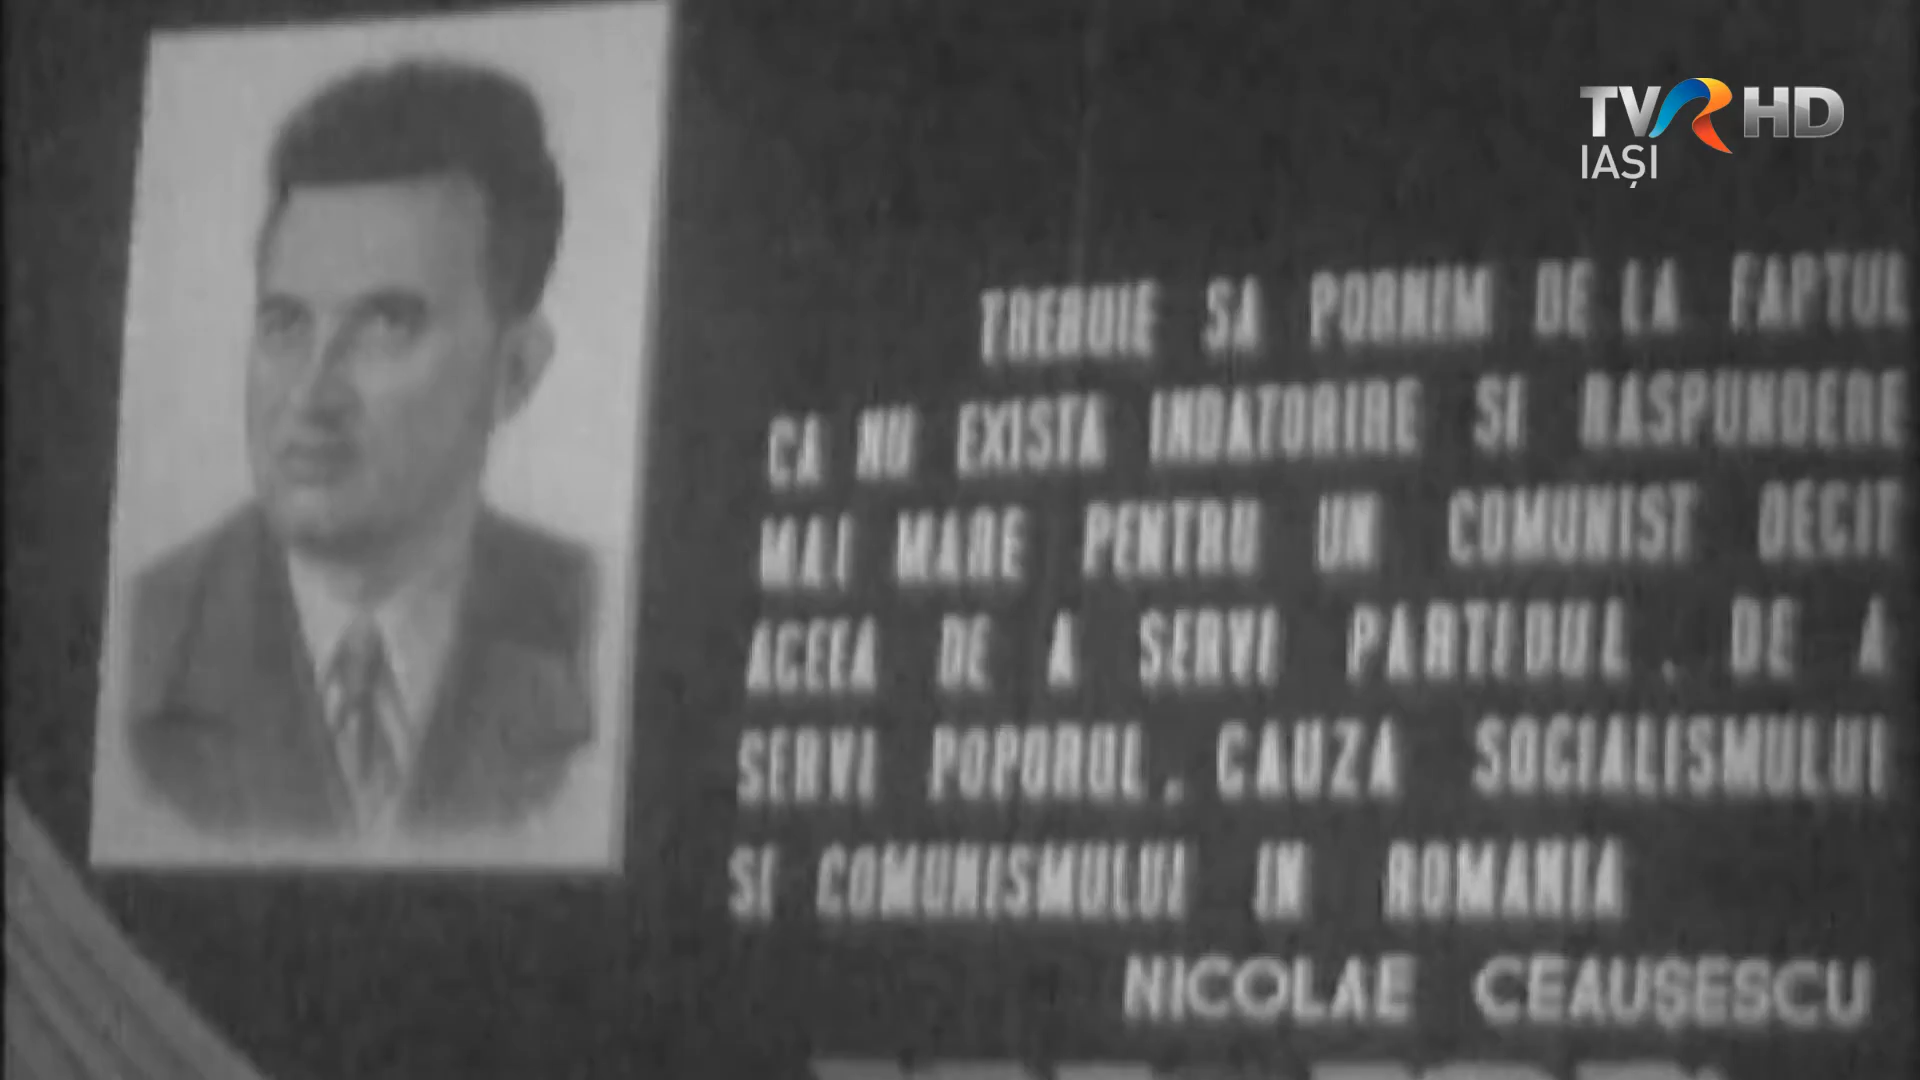 TVR HD
IAȘI
TREBUIE SA PORNIM DE LA FAPTUL
CA NU EXISTA INDATORIRE SI RASPUNDERE
MAI MARE PENTRU UN COMUNIST DECIT
ACEEA DE A SERVI PARTIDUL, DE A
SERVI POPORUL, CAUZA SOCIALISMULUI
SI COMUNISMULUI IN ROMANIA
NICOLAE CEAUȘESCU